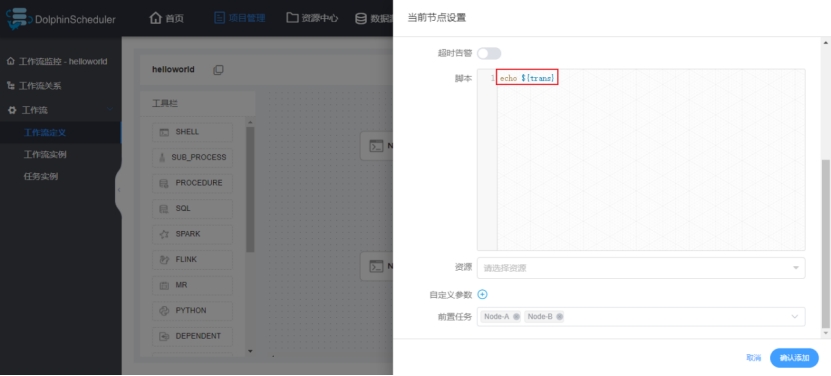 DolphinScheduler
首页
项目管理
资源中心
数据源
当前节点设置
工作流监控 - helloworld
工作流关系
工作流
工作流定义
工作流实例
任务实例
helloworld
工具栏
SHELL
SUB_PROCESS
PROCEDURE
SQL
SPARK
FLINK
MR
PYTHON
DEPENDENT
N
N
超时告警
脚本
1 echo ${trans}
资源
请选择资源
自定义参数
前置任务
Node-A
Node-B
取消
确认添加